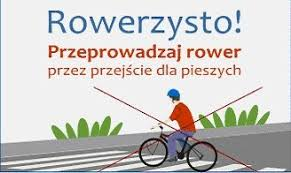 Rowerzysto!
Przeprowadzaj rower
przez przejście dla pieszych